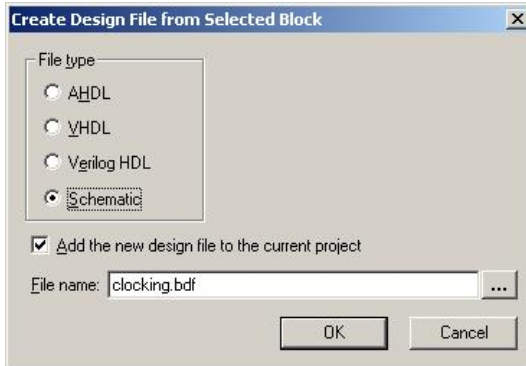 Create Design File from Selected Block
File type
AHDL
VHDL
Verilog HDL
Schematic
Add the new design file to the current project
File name: clocking.bdf ...
OK Cancel